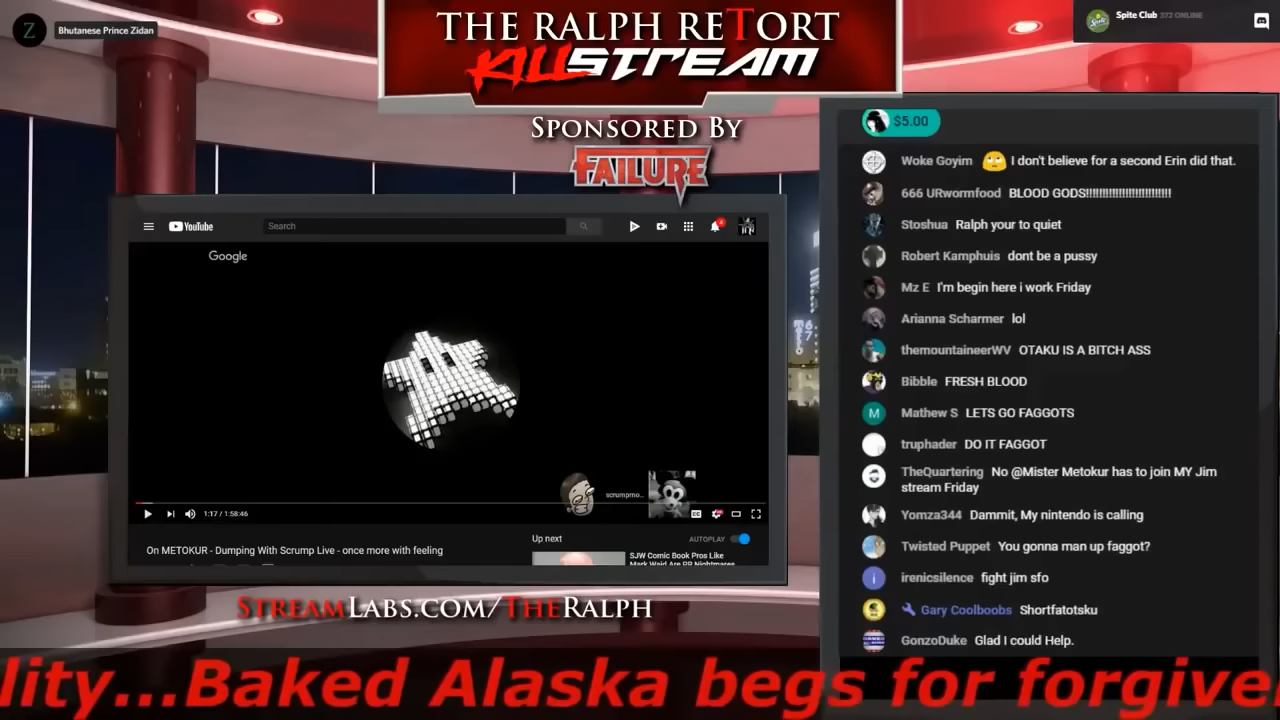 Z
Bhutanese Prince Zidan
THE RALPH RETORT
KILLSTREAM
Spite Club 372 ONLINE
SPONSORED BY
FAILURE
YouTube
Search
Google
scrumpmo...
1:17 / 1:58:46
On METOKUR - Dumping With Scrump Live - once more with feeling
Up next
AUTOPLAY
SJW Comic Book Pros Like
Mark Waid Are PR Nightmares
STREAMLABS.COM/THERALPH
$5.00
Woke Goyim 🙄 I don't believe for a second Erin did that.
666 URwormfood BLOOD GODS!!!!!!!!!!!!!!!!!!!!!!!!!!!
Stoshua Ralph your to quiet
Robert Kamphuis dont be a pussy
Mz E I'm begin here i work Friday
Arianna Scharmer lol
themountaineerWV OTAKU IS A BITCH ASS
Bibble FRESH BLOOD
M Mathew S LETS GO FAGGOTS
truphader DO IT FAGGOT
TheQuartering No @Mister Metokur has to join MY Jim
stream Friday
Yomza344 Dammit, My nintendo is calling
Twisted Puppet You gonna man up faggot?
i irenicsilence fight jim sfo
Gary Coolboobs Shortfatotsku
GonzoDuke Glad I could Help.
lity...Baked Alaska begs for forgive